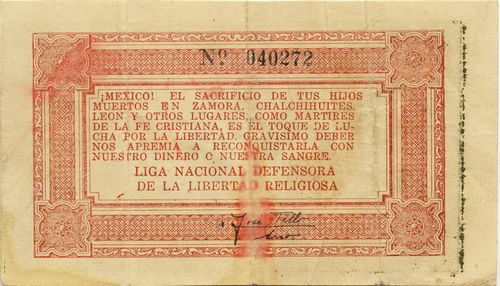 Nº 040272
¡MEXICO! EL SACRIFICIO DE TUS HIJOS
MUERTOS EN ZAMORA, CHALCHIHUITES,
LEON Y OTROS LUGARES, COMO MARTIRES
DE LA FE CRISTIANA, ES EL TOQUE DE LU-
CHA POR LA LIBERTAD. GRAVISIMO DEBER
NOS APREMIA A RECONQUISTARLA CON
NUESTRO DINERO O NUESTRA SANGRE.
LIGA NACIONAL DEFENSORA
DE LA LIBERTAD RELIGIOSA